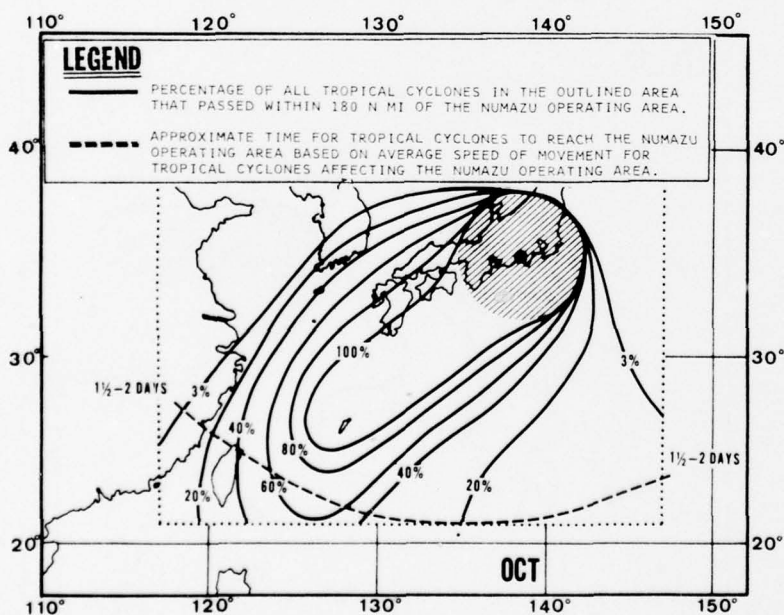 110° 120° 130° 140° 150°
LEGEND
PERCENTAGE OF ALL TROPICAL CYCLONES IN THE OUTLINED AREA
THAT PASSED WITHIN 180 N MI OF THE NUMAZU OPERATING AREA.
APPROXIMATE TIME FOR TROPICAL CYCLONES TO REACH THE NUMAZU
OPERATING AREA BASED ON AVERAGE SPEED OF MOVEMENT FOR
TROPICAL CYCLONES AFFECTING THE NUMAZU OPERATING AREA.
40° 40°
30° 100% 30°
3%
1½-2 DAYS 3%
40% 80% 40% 1½-2 DAYS
20% 60% 20%
20° 20°
OCT
110° 120° 130° 140° 150°